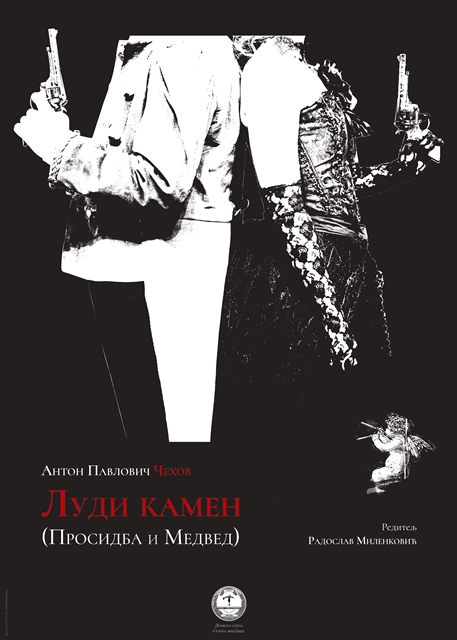 Антон Павлович Чехов
Луди камен
(Просидба и Медвед)
Редитељ
Радослав Миленковић